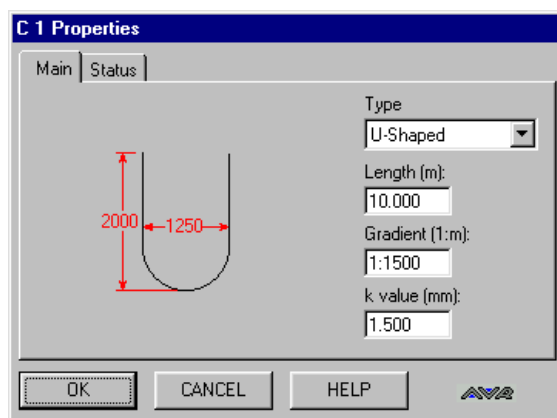 C 1 Properties
Main
Status
Type
U-Shaped
Length (m):
10.000
Gradient (1:m):
1:1500
k value (mm):
1.500
2000
1250
OK
CANCEL
HELP
AVR